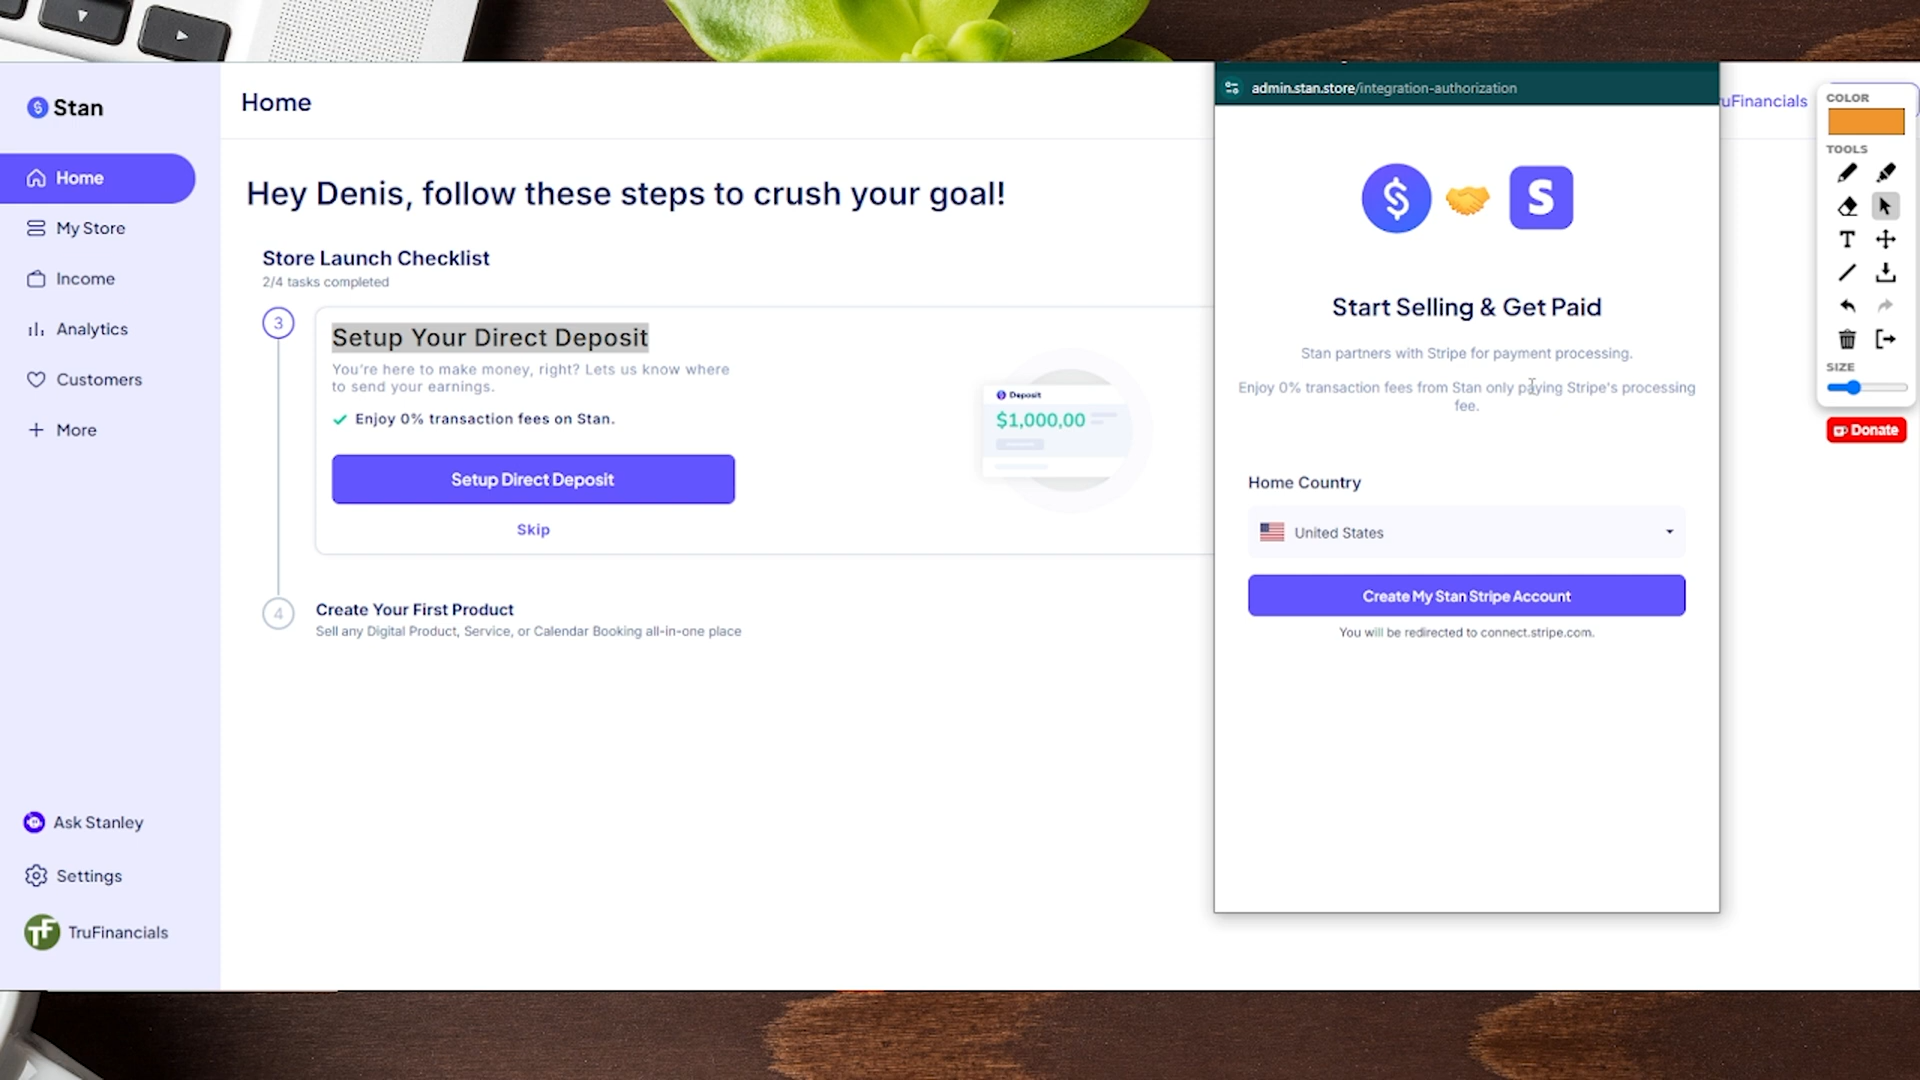 Stan
Home
My Store
Income
Analytics
Customers
More
Ask Stanley
Settings
TF
TruFinancials
Home
Hey Denis, follow these steps to crush your goal!
Store Launch Checklist
2/4 tasks completed
3
Setup Your Direct Deposit
You're here to make money, right? Lets us know where
to send your earnings.
Enjoy 0% transaction fees on Stan.
Setup Direct Deposit
Skip
Deposit
$1,000,00
4
Create Your First Product
Sell any Digital Product, Service, or Calendar Booking all-in-one place
admin.stan.store/integration-authorization
$
S
Start Selling & Get Paid
Stan partners with Stripe for payment processing.
Enjoy 0% transaction fees from Stan only paying Stripe's processing
fee.
Home Country
United States
Create My Stan Stripe Account
You will be redirected to connect.stripe.com.
uFinancials
COLOR
TOOLS
T
SIZE
Donate